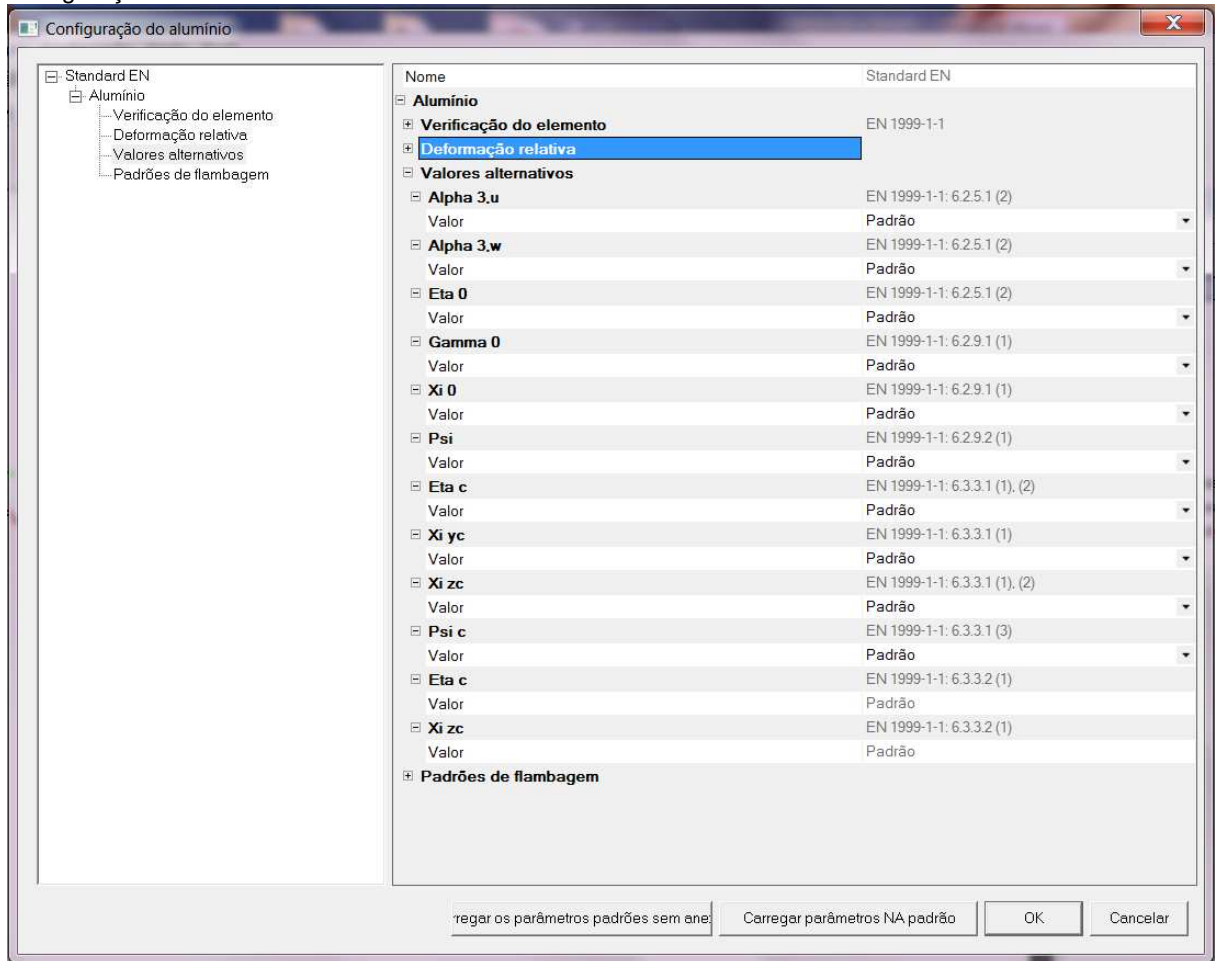 Configuração do alumínio
X
Standard EN
Alumínio
Verificação do elemento
Deformação relativa
Valores alternativos
Padrões de flambagem
Nome Standard EN
Alumínio
Verificação do elemento EN 1999-1-1
Deformação relativa
Valores alternativos
Alpha 3,u EN 1999-1-1: 6.2.5.1 (2)
Valor Padrão
Alpha 3,w EN 1999-1-1: 6.2.5.1 (2)
Valor Padrão
Eta 0 EN 1999-1-1: 6.2.5.1 (2)
Valor Padrão
Gamma 0 EN 1999-1-1: 6.2.9.1 (1)
Valor Padrão
Xi 0 EN 1999-1-1: 6.2.9.1 (1)
Valor Padrão
Psi EN 1999-1-1: 6.2.9.2 (1)
Valor Padrão
Eta c EN 1999-1-1: 6.3.3.1 (1), (2)
Valor Padrão
Xi yc EN 1999-1-1: 6.3.3.1 (1)
Valor Padrão
Xi zc EN 1999-1-1: 6.3.3.1 (1), (2)
Valor Padrão
Psi c EN 1999-1-1: 6.3.3.1 (3)
Valor Padrão
Eta c EN 1999-1-1: 6.3.3.2 (1)
Valor Padrão
Xi zc EN 1999-1-1: 6.3.3.2 (1)
Valor Padrão
Padrões de flambagem
regar os parâmetros padrões sem ane Carregar parâmetros NA padrão OK Cancelar